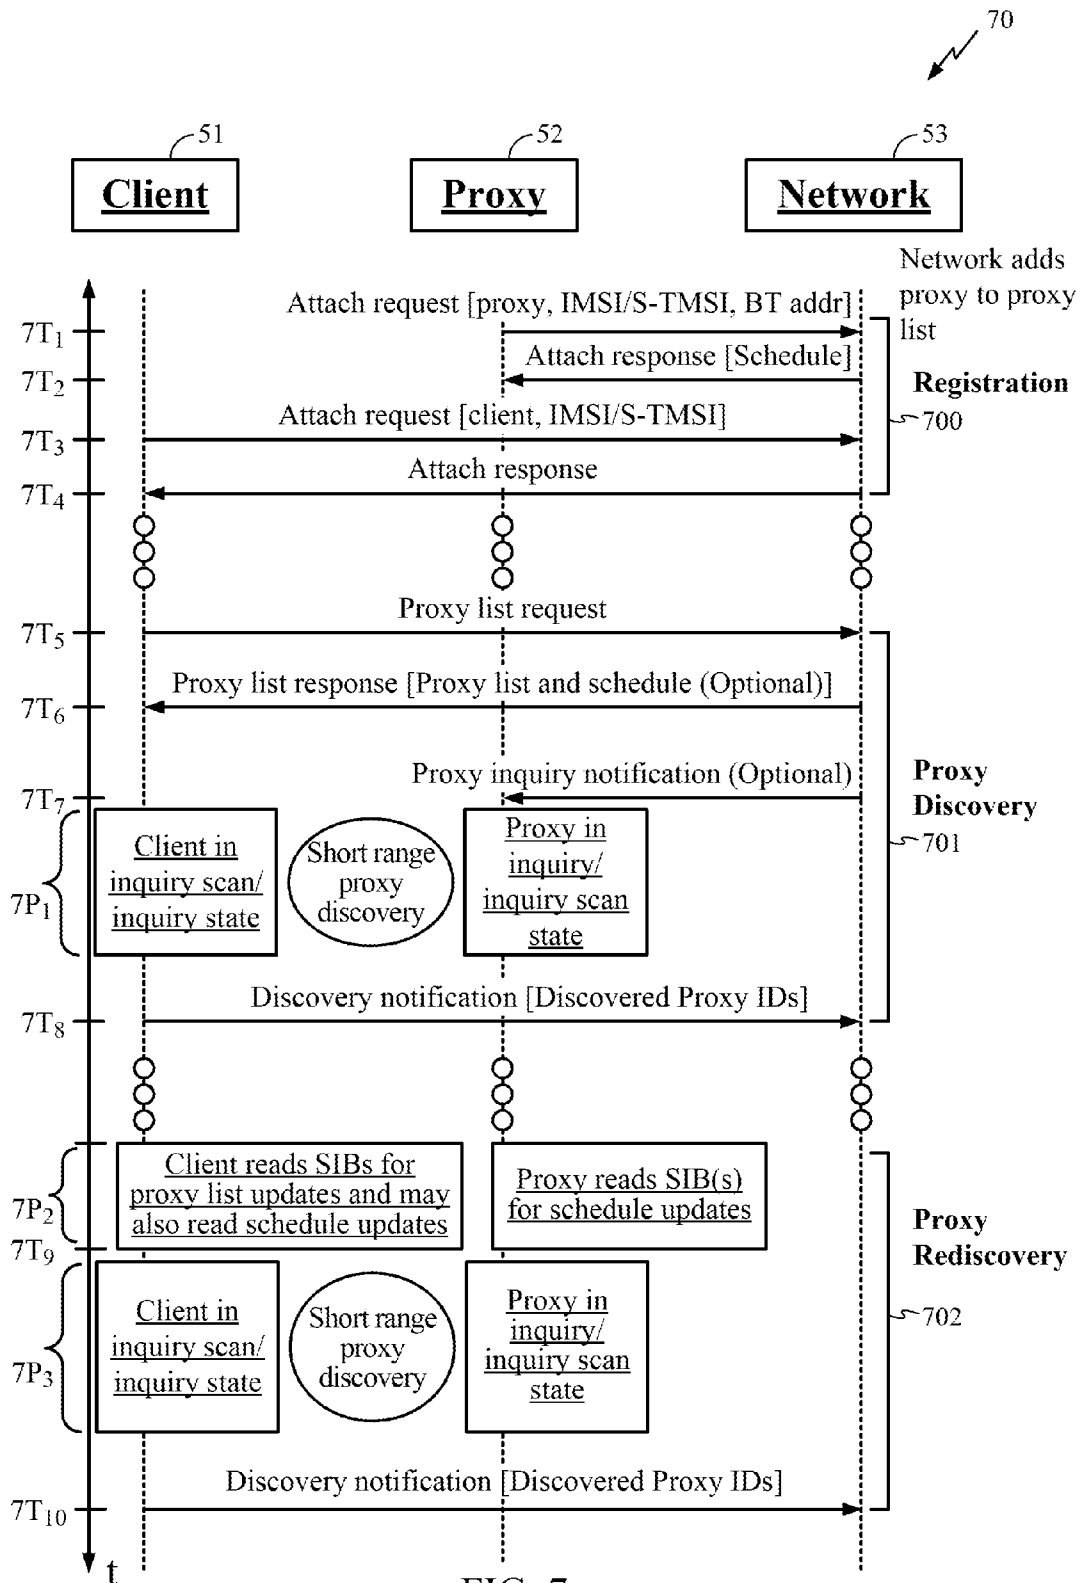 70
51
52
53
Client
Proxy
Network
Network adds
proxy to proxy
list
Attach request [proxy, IMSI/S-TMSI, BT addr]
7T1
Attach response [Schedule]
7T2
Registration
700
Attach request [client, IMSI/S-TMSI]
7T3
Attach response
7T4
Proxy list request
7T5
Proxy list response [Proxy list and schedule (Optional)]
7T6
Proxy inquiry notification (Optional)
7T7
Proxy
Discovery
701
7P1
Client in
inquiry scan/
inquiry state
Short range
proxy
discovery
Proxy in
inquiry/
inquiry scan
state
Discovery notification [Discovered Proxy IDs]
7T8
7P2
Client reads SIBs for
proxy list updates and may
also read schedule updates
Proxy reads SIB(s)
for schedule updates
7T9
Proxy
Rediscovery
702
7P3
Client in
inquiry scan/
inquiry state
Short range
proxy
discovery
Proxy in
inquiry/
inquiry scan
state
Discovery notification [Discovered Proxy IDs]
7T10
t
FIG. 7